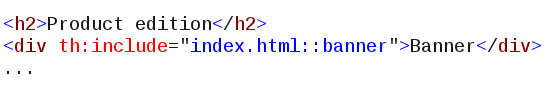 <h2>Product edition</h2>
<div th:include="index.html::banner">Banner</div>
...